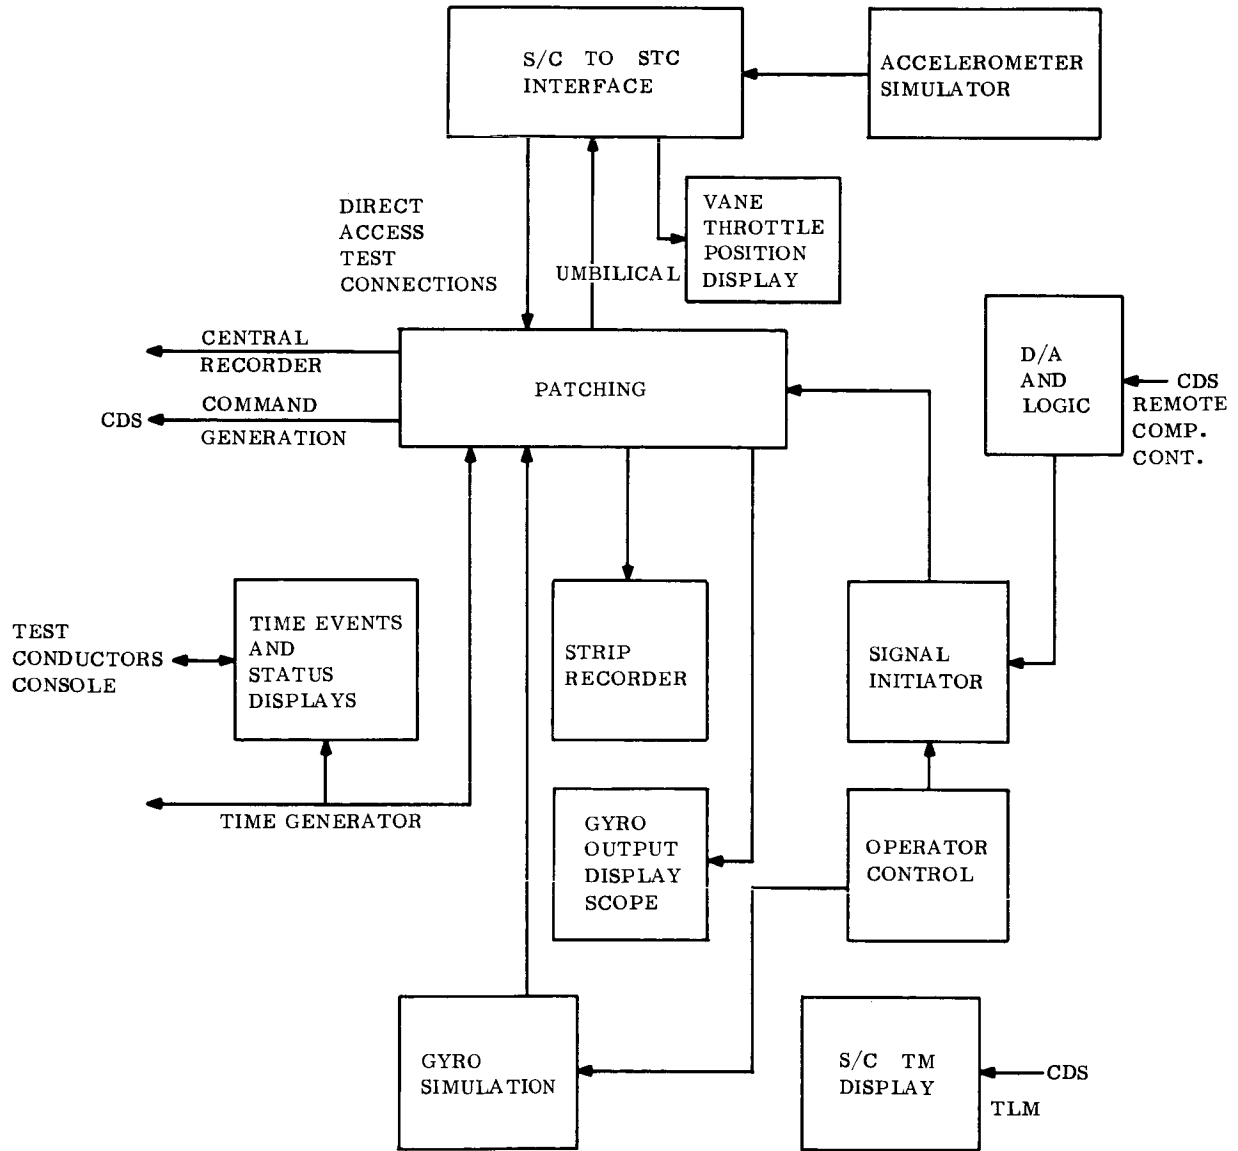 S/C TO STC
INTERFACE
ACCELEROMETER
SIMULATOR
DIRECT
ACCESS
TEST
CONNECTIONS
UMBILICAL
VANE
THROTTLE
POSITION
DISPLAY
CENTRAL
RECORDER
CDS
COMMAND
GENERATION
PATCHING
D/A
AND
LOGIC
CDS
REMOTE
COMP.
CONT.
TEST
CONDUCTORS
CONSOLE
TIME EVENTS
AND
STATUS
DISPLAYS
STRIP
RECORDER
SIGNAL
INITIATOR
TIME GENERATOR
GYRO
OUTPUT
DISPLAY
SCOPE
OPERATOR
CONTROL
GYRO
SIMULATION
S/C TM
DISPLAY
CDS
TLM